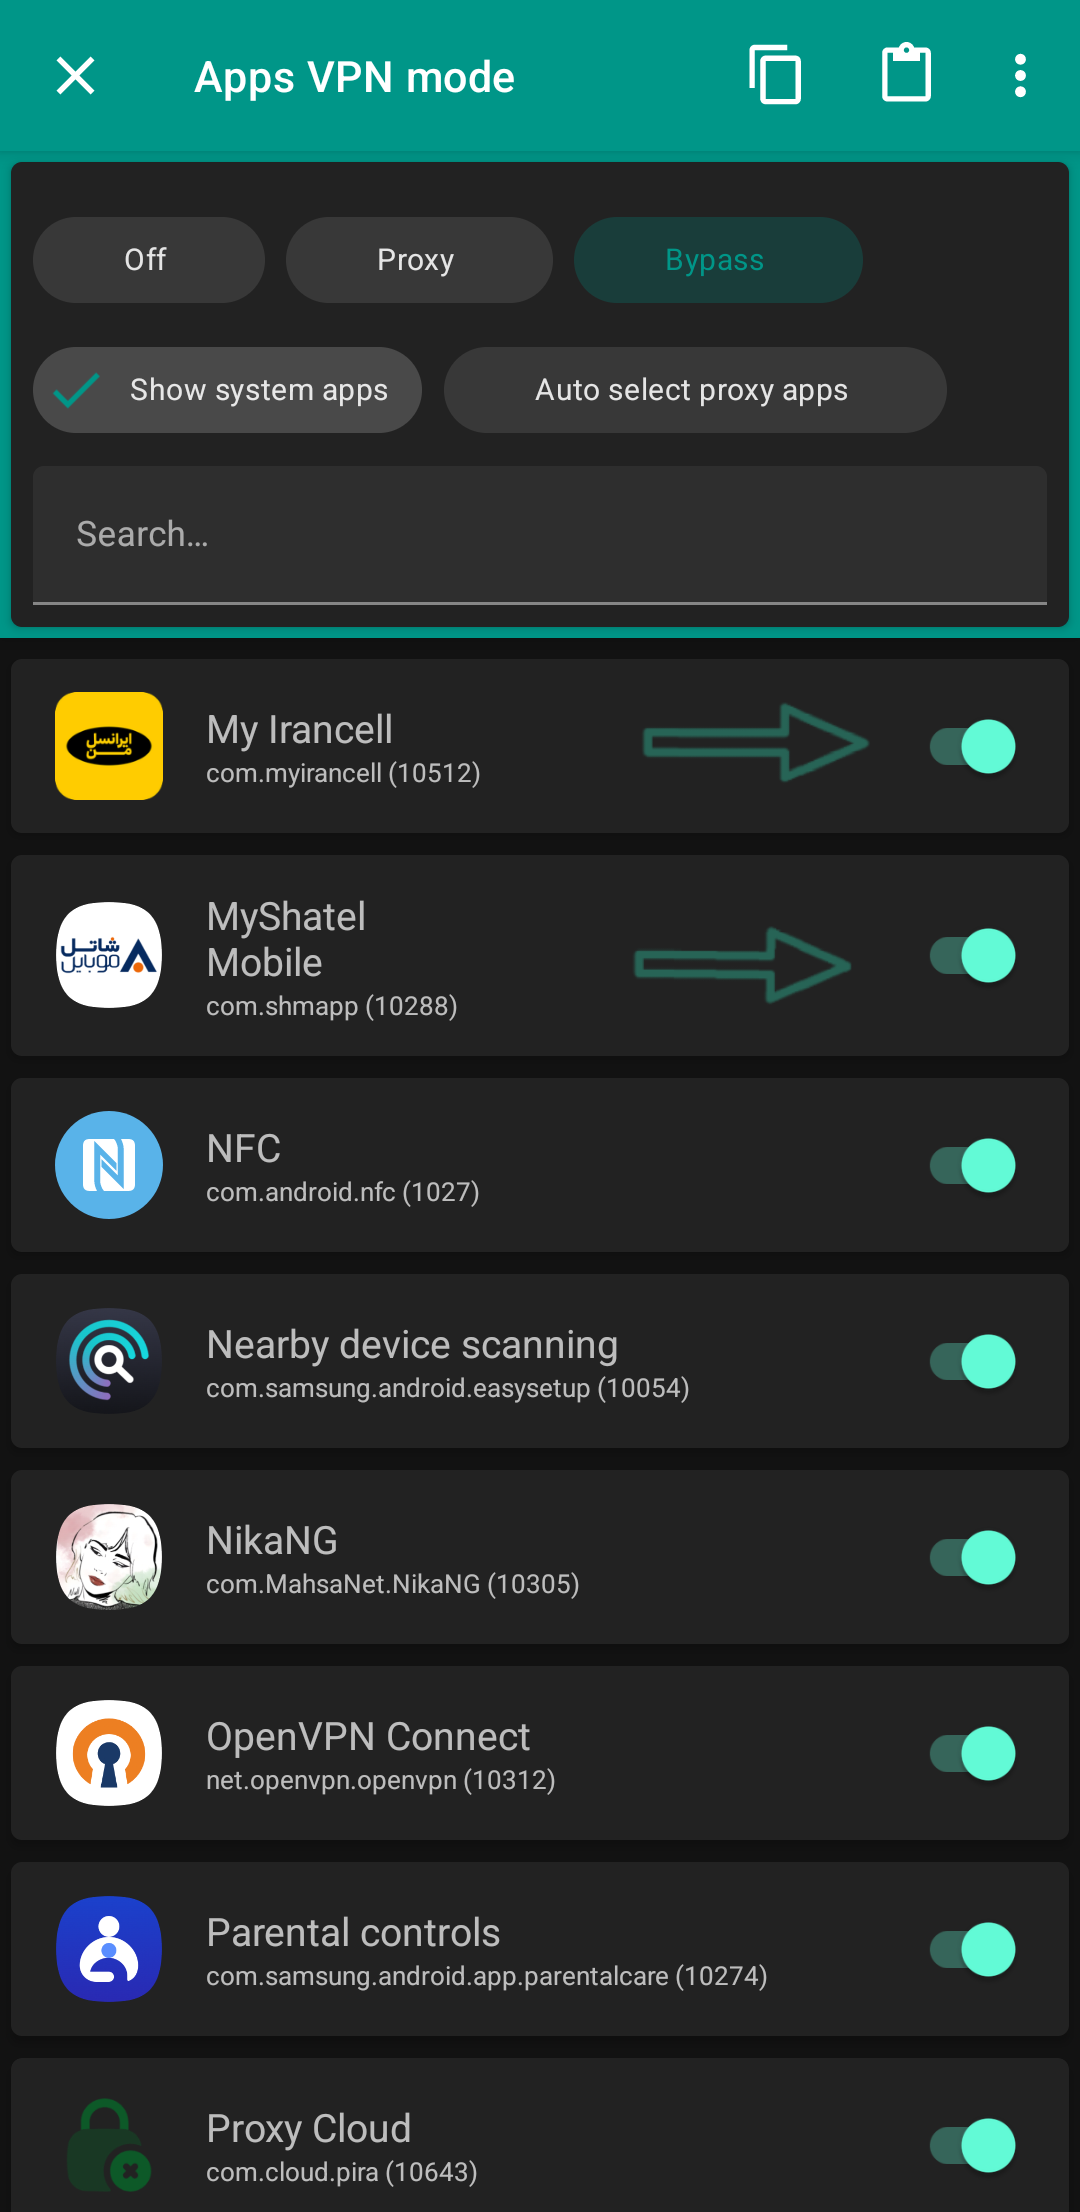 Apps VPN mode
Off
Proxy
Bypass
Show system apps
Auto select proxy apps
Search...
ایرانسل
من
My Irancell
com.myirancell (10512)
شاتل
موبایل
MyShatel
Mobile
com.shmapp (10288)
NFC
com.android.nfc (1027)
Nearby device scanning
com.samsung.android.easysetup (10054)
NikaNG
com.MahsaNet.NikaNG (10305)
OpenVPN Connect
net.openvpn.openvpn (10312)
Parental controls
com.samsung.android.app.parentalcare (10274)
Proxy Cloud
com.cloud.pira (10643)